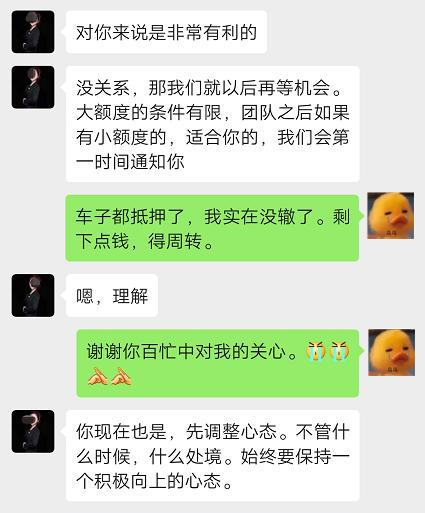 对你来说是非常有利的
没关系，那我们就以后再等机会。
大额度的条件有限，团队之后如果
有小额度的，适合你的，我们会第
一时间通知你
车子都抵押了，我实在没辙了。剩
下点钱，得周转。
嗯，理解
谢谢你百忙中对我的关心。😭😭
🙏🙏
你现在也是，先调整心态。不管什
么时候，什么处境。始终要保持一
个积极向上的心态。